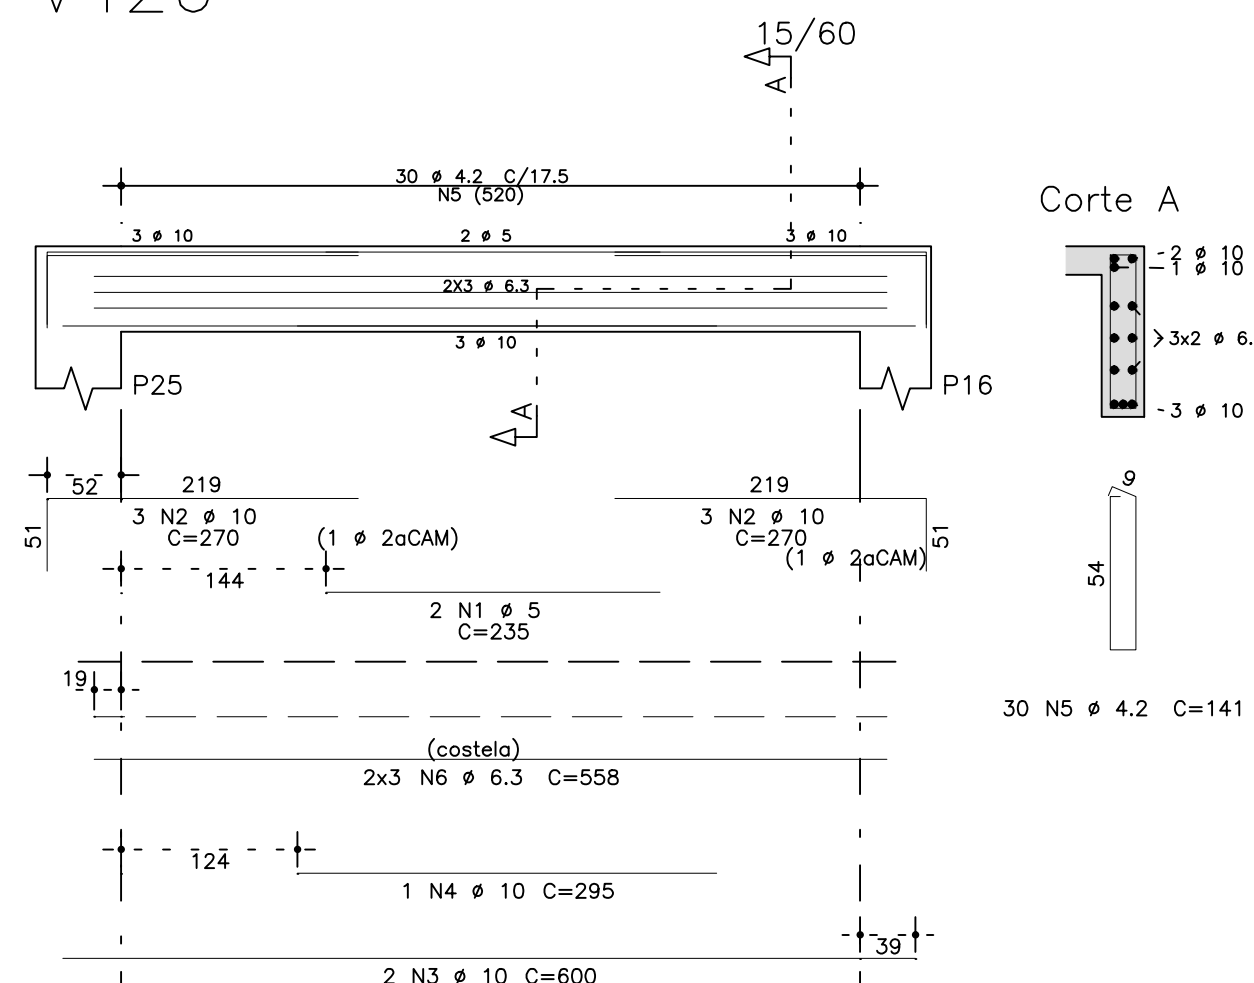 15/60
A
30 ø 4.2 C/17.5
N5 (520)
Corte A
3 ø 10
2 ø 5
3 ø 10
2X3 ø 6.3
3 ø 10
2 ø 10
1 ø 10
3x2 ø 6.
3 ø 10
P25
P16
A
52
219
219
51
3 N2 ø 10
C=270
(1 ø 2aCAM)
3 N2 ø 10
C=270
(1 ø 2aCAM)
51
9
54
144
2 N1 ø 5
C=235
19
30 N5 ø 4.2 C=141
(costela)
2x3 N6 ø 6.3 C=558
124
1 N4 ø 10 C=295
39
2 N3 ø 10 C=600